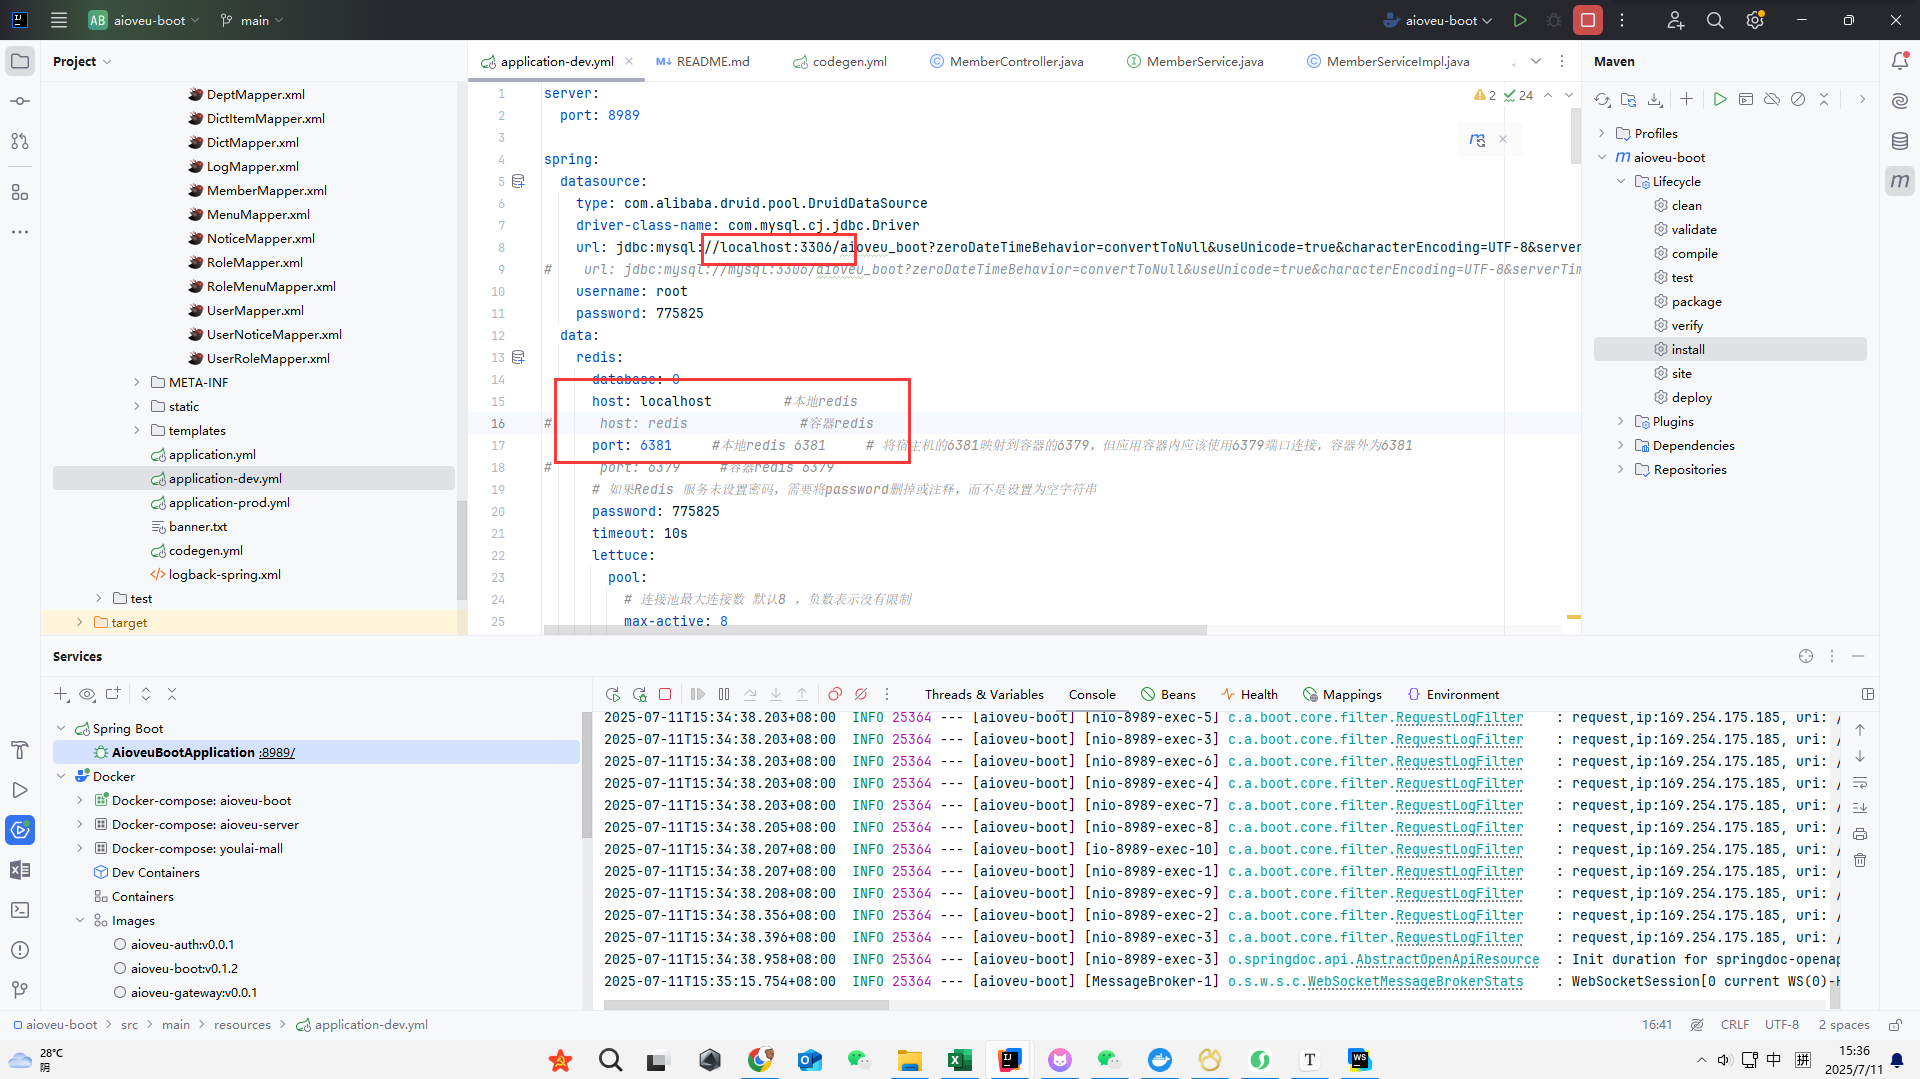 AB aioveu-boot main aioveu-boot
Project
DeptMapper.xml
DictItemMapper.xml
DictMapper.xml
LogMapper.xml
MemberMapper.xml
MenuMapper.xml
NoticeMapper.xml
RoleMapper.xml
RoleMenuMapper.xml
UserMapper.xml
UserNoticeMapper.xml
UserRoleMapper.xml
META-INF
static
templates
application.yml
application-dev.yml
application-prod.yml
banner.txt
codegen.yml
logback-spring.xml
test
target
application-dev.yml README.md codegen.yml MemberController.java MemberService.java MemberServiceImpl.java
2 24
1 server:
2 port: 8989
3
4 spring:
5 datasource:
6 type: com.alibaba.druid.pool.DruidDataSource
7 driver-class-name: com.mysql.cj.jdbc.Driver
8 url: jdbc:mysql://localhost:3306/aioveu_boot?zeroDateTimeBehavior=convertToNull&useUnicode=true&characterEncoding=UTF-8&server
9 # url: jdbc:mysql://mysql:3306/aioveu_boot?zeroDateTimeBehavior=convertToNull&useUnicode=true&characterEncoding=UTF-8&serverTim
10 username: root
11 password: 775825
12 data:
13 redis:
14 database: 0
15 host: localhost #本地redis
16 # host: redis #容器redis
17 port: 6381 #本地redis 6381 # 将宿主机的6381映射到容器的6379，但应用容器内应该使用6379端口连接，容器外为6381
18 # port: 6379 #容器redis 6379
19 # 如果Redis 服务未设置密码，需要将password删掉或注释，而不是设置为空字符串
20 password: 775825
21 timeout: 10s
22 lettuce:
23 pool:
24 # 连接池最大连接数 默认8 ，负数表示没有限制
25 max-active: 8
Maven
Profiles
aioveu-boot
Lifecycle
clean
validate
compile
test
package
verify
install
site
deploy
Plugins
Dependencies
Repositories
Services
Spring Boot
AioveuBootApplication :8989/
Docker
Docker-compose: aioveu-boot
Docker-compose: aioveu-server
Docker-compose: youlai-mall
Dev Containers
Containers
Images
aioveu-auth:v0.0.1
aioveu-boot:v0.1.2
aioveu-gateway:v0.0.1
Threads & Variables Console Beans Health Mappings Environment
2025-07-11T15:34:38.203+08:00 INFO 25364 --- [aioveu-boot] [nio-8989-exec-5] c.a.boot.core.filter.RequestLogFilter : request,ip:169.254.175.185, uri: /
2025-07-11T15:34:38.203+08:00 INFO 25364 --- [aioveu-boot] [nio-8989-exec-3] c.a.boot.core.filter.RequestLogFilter : request,ip:169.254.175.185, uri: /
2025-07-11T15:34:38.203+08:00 INFO 25364 --- [aioveu-boot] [nio-8989-exec-6] c.a.boot.core.filter.RequestLogFilter : request,ip:169.254.175.185, uri: /
2025-07-11T15:34:38.203+08:00 INFO 25364 --- [aioveu-boot] [nio-8989-exec-4] c.a.boot.core.filter.RequestLogFilter : request,ip:169.254.175.185, uri: /
2025-07-11T15:34:38.203+08:00 INFO 25364 --- [aioveu-boot] [nio-8989-exec-7] c.a.boot.core.filter.RequestLogFilter : request,ip:169.254.175.185, uri: /
2025-07-11T15:34:38.205+08:00 INFO 25364 --- [aioveu-boot] [nio-8989-exec-8] c.a.boot.core.filter.RequestLogFilter : request,ip:169.254.175.185, uri: /
2025-07-11T15:34:38.207+08:00 INFO 25364 --- [aioveu-boot] [io-8989-exec-10] c.a.boot.core.filter.RequestLogFilter : request,ip:169.254.175.185, uri: /
2025-07-11T15:34:38.207+08:00 INFO 25364 --- [aioveu-boot] [nio-8989-exec-1] c.a.boot.core.filter.RequestLogFilter : request,ip:169.254.175.185, uri: /
2025-07-11T15:34:38.208+08:00 INFO 25364 --- [aioveu-boot] [nio-8989-exec-9] c.a.boot.core.filter.RequestLogFilter : request,ip:169.254.175.185, uri: /
2025-07-11T15:34:38.356+08:00 INFO 25364 --- [aioveu-boot] [nio-8989-exec-2] c.a.boot.core.filter.RequestLogFilter : request,ip:169.254.175.185, uri: /
2025-07-11T15:34:38.396+08:00 INFO 25364 --- [aioveu-boot] [nio-8989-exec-3] c.a.boot.core.filter.RequestLogFilter : request,ip:169.254.175.185, uri: /
2025-07-11T15:34:38.958+08:00 INFO 25364 --- [aioveu-boot] [nio-8989-exec-3] o.springdoc.api.AbstractOpenApiResource : Init duration for springdoc-openap
2025-07-11T15:35:15.754+08:00 INFO 25364 --- [aioveu-boot] [MessageBroker-1] o.s.w.s.c.WebSocketMessageBrokerStats : WebSocketSession[0 current WS(0)-H
aioveu-boot > src > main > resources > application-dev.yml 16:41 CRLF UTF-8 2 spaces
28°C
阴
中 拼
15:36
2025/7/11